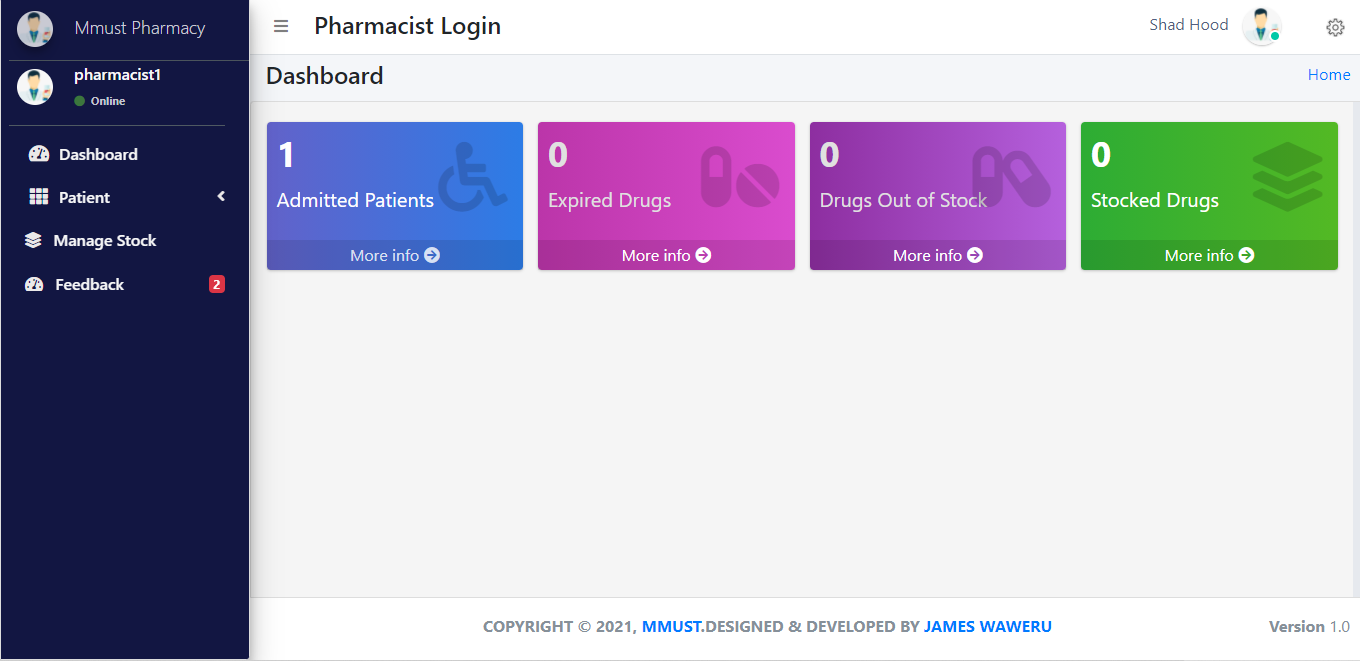 Mmust Pharmacy
pharmacist1
Online
Dashboard
Patient
Manage Stock
Feedback 2
Pharmacist Login
Shad Hood
Dashboard
Home
1
Admitted Patients
More info
0
Expired Drugs
More info
0
Drugs Out of Stock
More info
0
Stocked Drugs
More info
COPYRIGHT © 2021, MMUST.DESIGNED & DEVELOPED BY JAMES WAWERU
Version 1.0